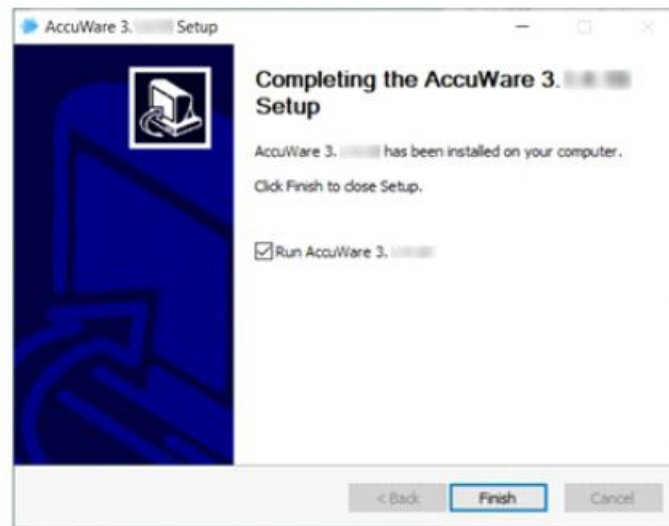 AccuWare 3. Setup
Completing the AccuWare 3.
Setup
AccuWare 3. has been installed on your computer.
Click Finish to close Setup.
Run AccuWare 3.
< Back
Finish
Cancel